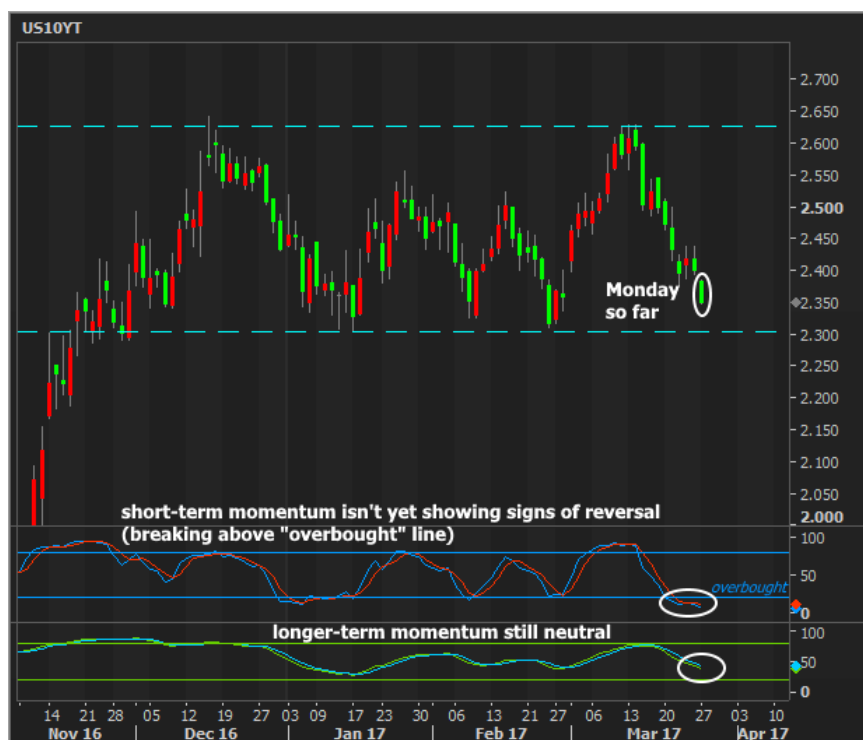 US10YT
2.700
2.650
2.600
2.550
2.500
2.450
2.400
2.350
2.300
2.250
2.200
2.150
2.100
2.050
2.000
Monday
so far
short-term momentum isn't yet showing signs of reversal
(breaking above "overbought" line)
100
50
0
overbought
longer-term momentum still neutral
100
50
0
14 21 28 05 12 19 27 03 09 17 23 30 06 13 21 27 06 13 20 27 03 10
Nov 16 Dec 16 Jan 17 Feb 17 Mar 17 Apr 17